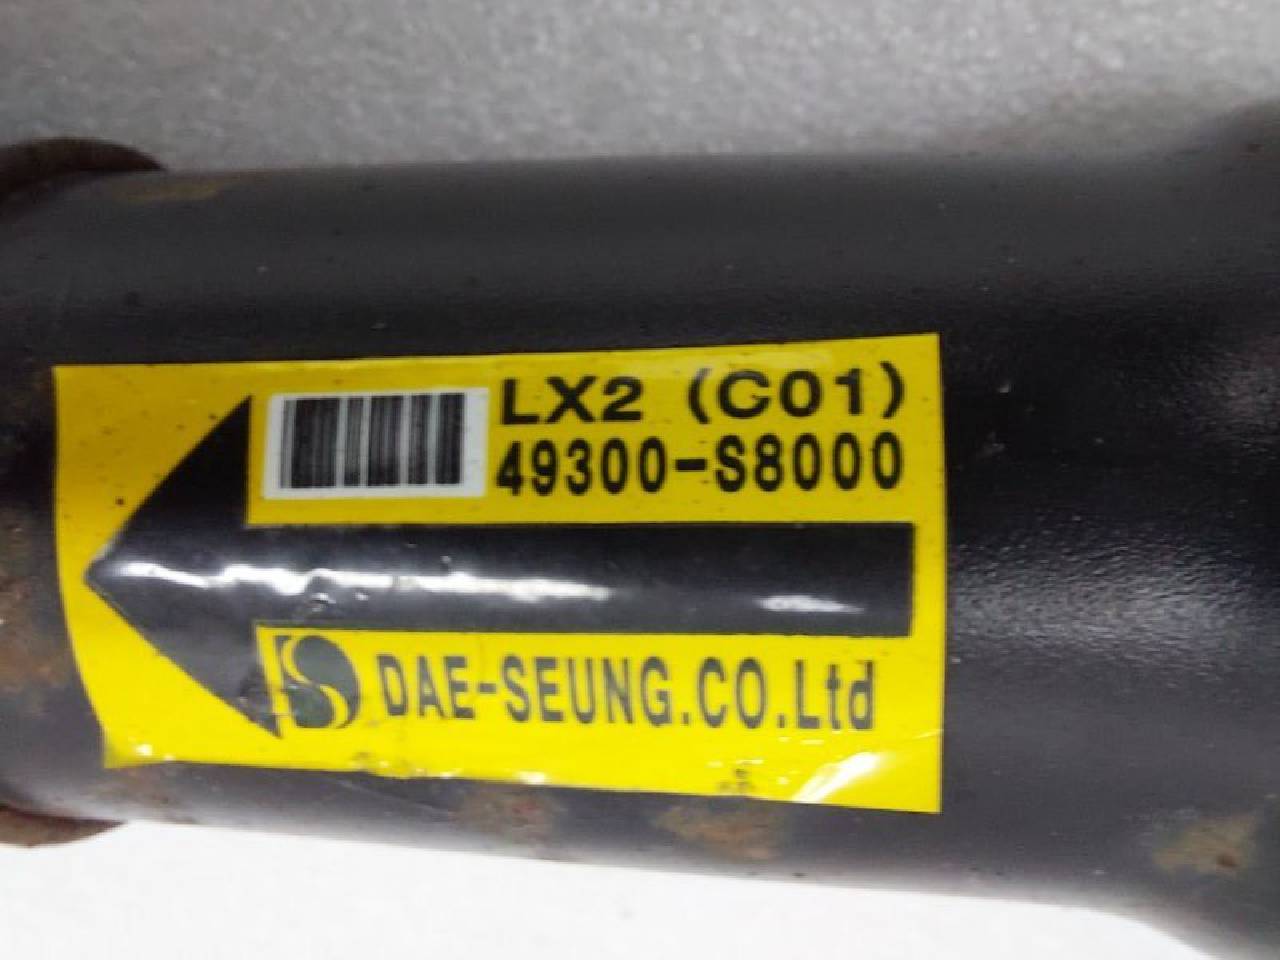 LX2 (C01)
49300-S8000
DAE-SEUNG.CO.Ltd